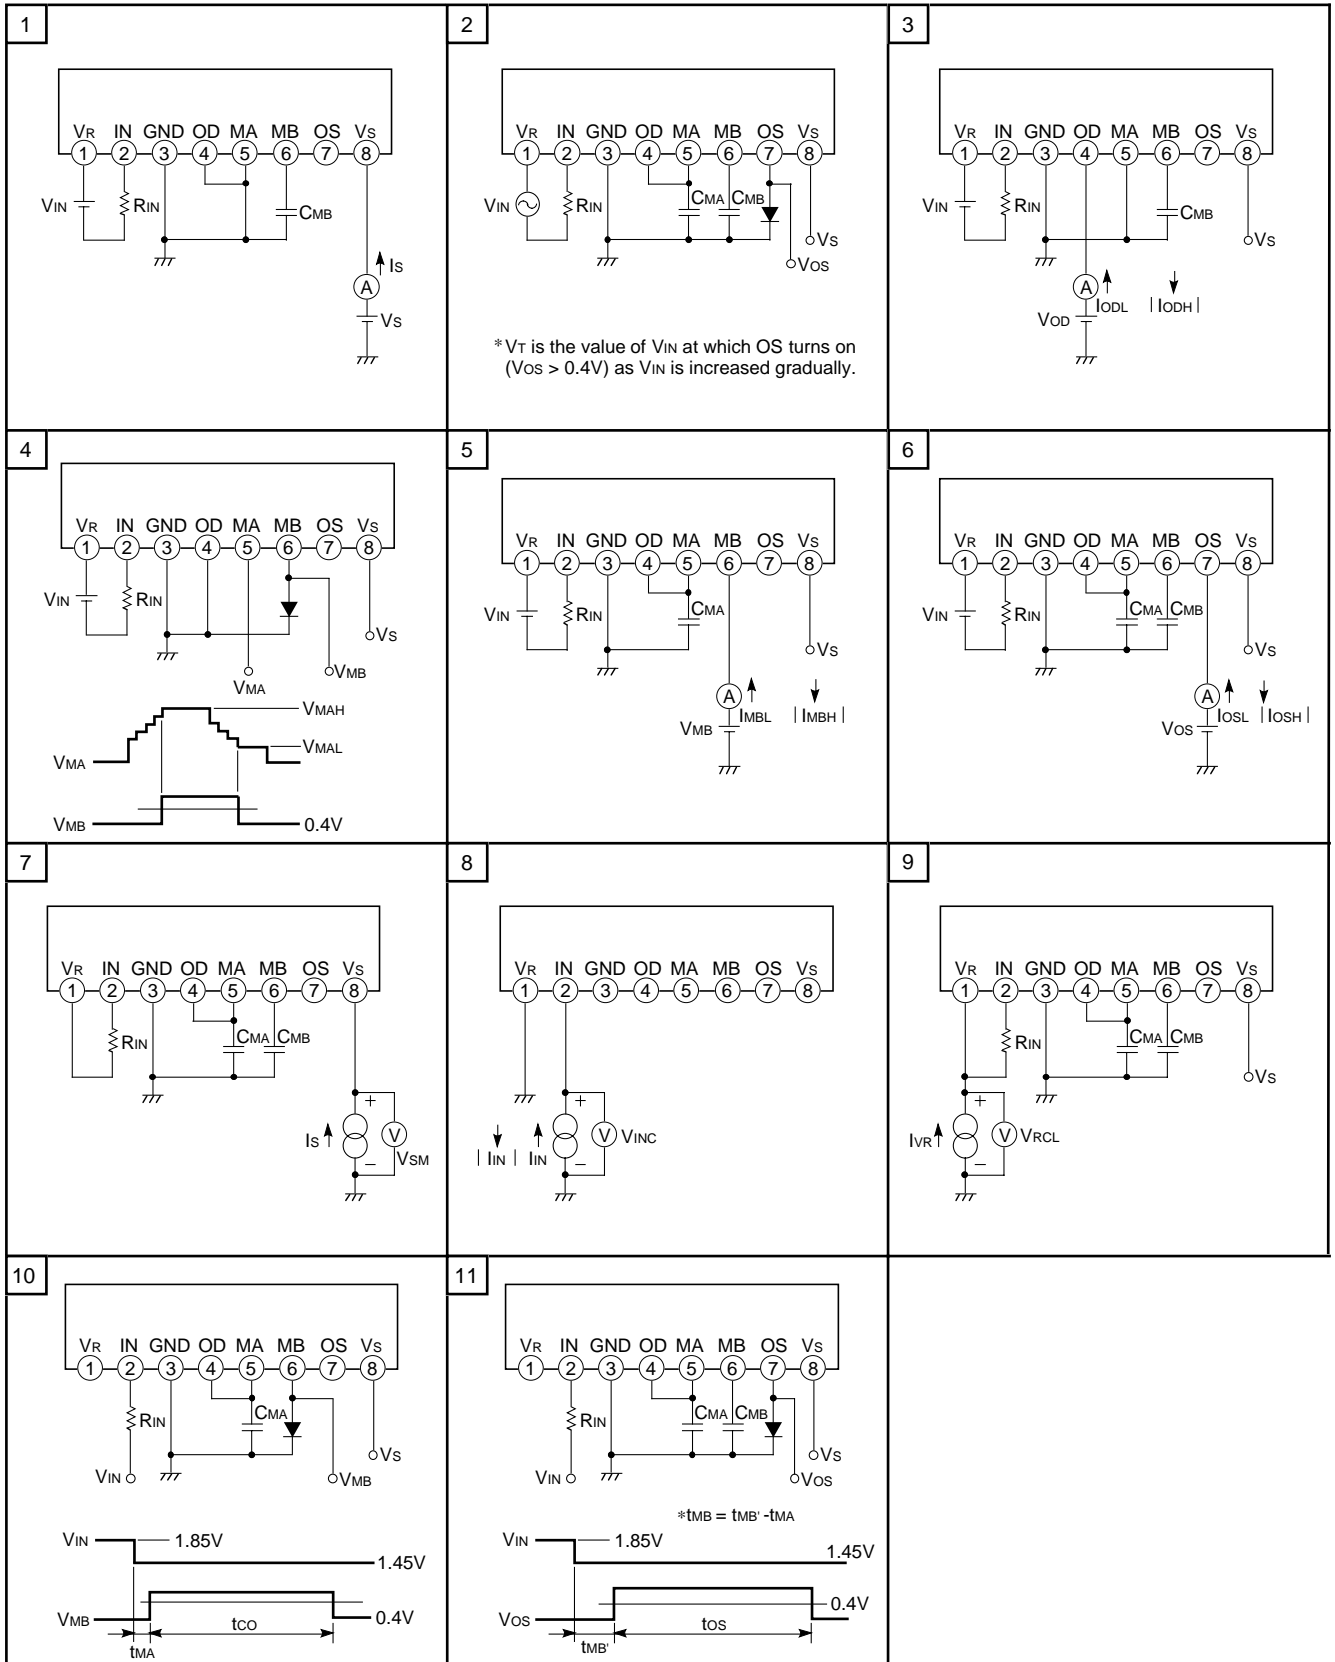 1
VR IN GND OD MA MB OS VS
1 2 3 4 5 6 7 8
VIN RIN CMB
IS
A
VS
2
VR IN GND OD MA MB OS VS
1 2 3 4 5 6 7 8
VIN RIN CMA CMB
VS
VOS
*VT is the value of VIN at which OS turns on
(VOS > 0.4V) as VIN is increased gradually.
3
VR IN GND OD MA MB OS VS
1 2 3 4 5 6 7 8
VIN RIN CMB
VS
A
IODL |IODH|
VOD
4
VR IN GND OD MA MB OS VS
1 2 3 4 5 6 7 8
VIN RIN
VS
VMA VMB
VMAH
VMAL
VMA
VMB 0.4V
5
VR IN GND OD MA MB OS VS
1 2 3 4 5 6 7 8
VIN RIN CMA
VS
A
IMBL |IMBH|
VMB
6
VR IN GND OD MA MB OS VS
1 2 3 4 5 6 7 8
VIN RIN CMA CMB
VS
A
IOSL |IOSH|
VOS
7
VR IN GND OD MA MB OS VS
1 2 3 4 5 6 7 8
RIN CMA CMB
+
IS V
VSM
−
8
VR IN GND OD MA MB OS VS
1 2 3 4 5 6 7 8
+
|IIN| IIN V VINC
−
9
VR IN GND OD MA MB OS VS
1 2 3 4 5 6 7 8
RIN CMA CMB
VS
+
IVR V VRCL
−
10
VR IN GND OD MA MB OS VS
1 2 3 4 5 6 7 8
RIN CMA
VS
VIN VMB
VIN 1.85V
1.45V
VMB 0.4V
tCO
tMA
11
VR IN GND OD MA MB OS VS
1 2 3 4 5 6 7 8
RIN CMA CMB
VS
VIN VOS
*tMB = tMB' -tMA
VIN 1.85V
1.45V
0.4V
VOS
tOS
tMB'